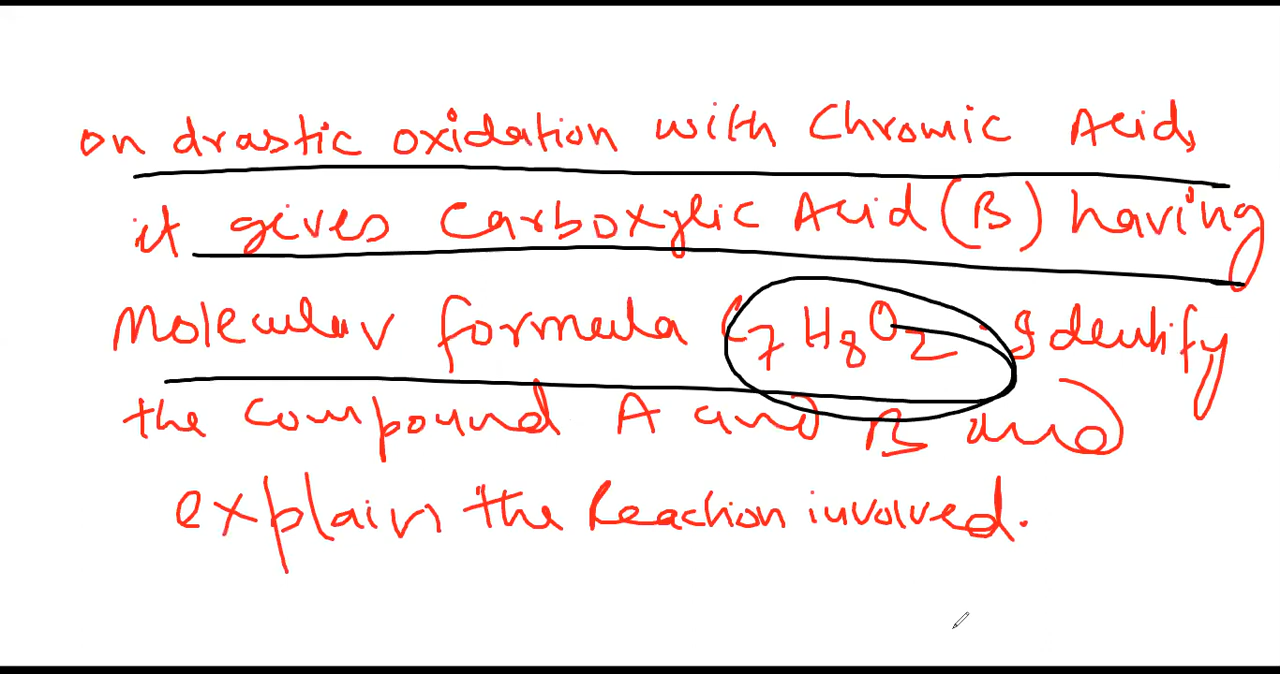 on drastic oxidation with Chromic Acid,
it gives Carboxylic Acid (B) having
Molecular formula C7H8O2. Identify
the compound A and B and
explain the Reaction involved.